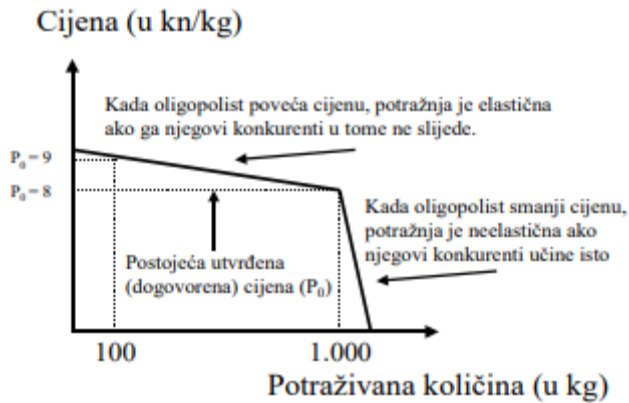 Cijena (u kn/kg)
Kada oligopolist poveća cijenu, potražnja je elastična
ako ga njegovi konkurenti u tome ne slijede.
P₀ = 9
P₀ = 8
Kada oligopolist smanji cijenu,
potražnja je neelastična ako
njegovi konkurenti učine isto
Postojeća utvrđena
(dogovorena) cijena (P₀)
100
1.000
Potraživana količina (u kg)